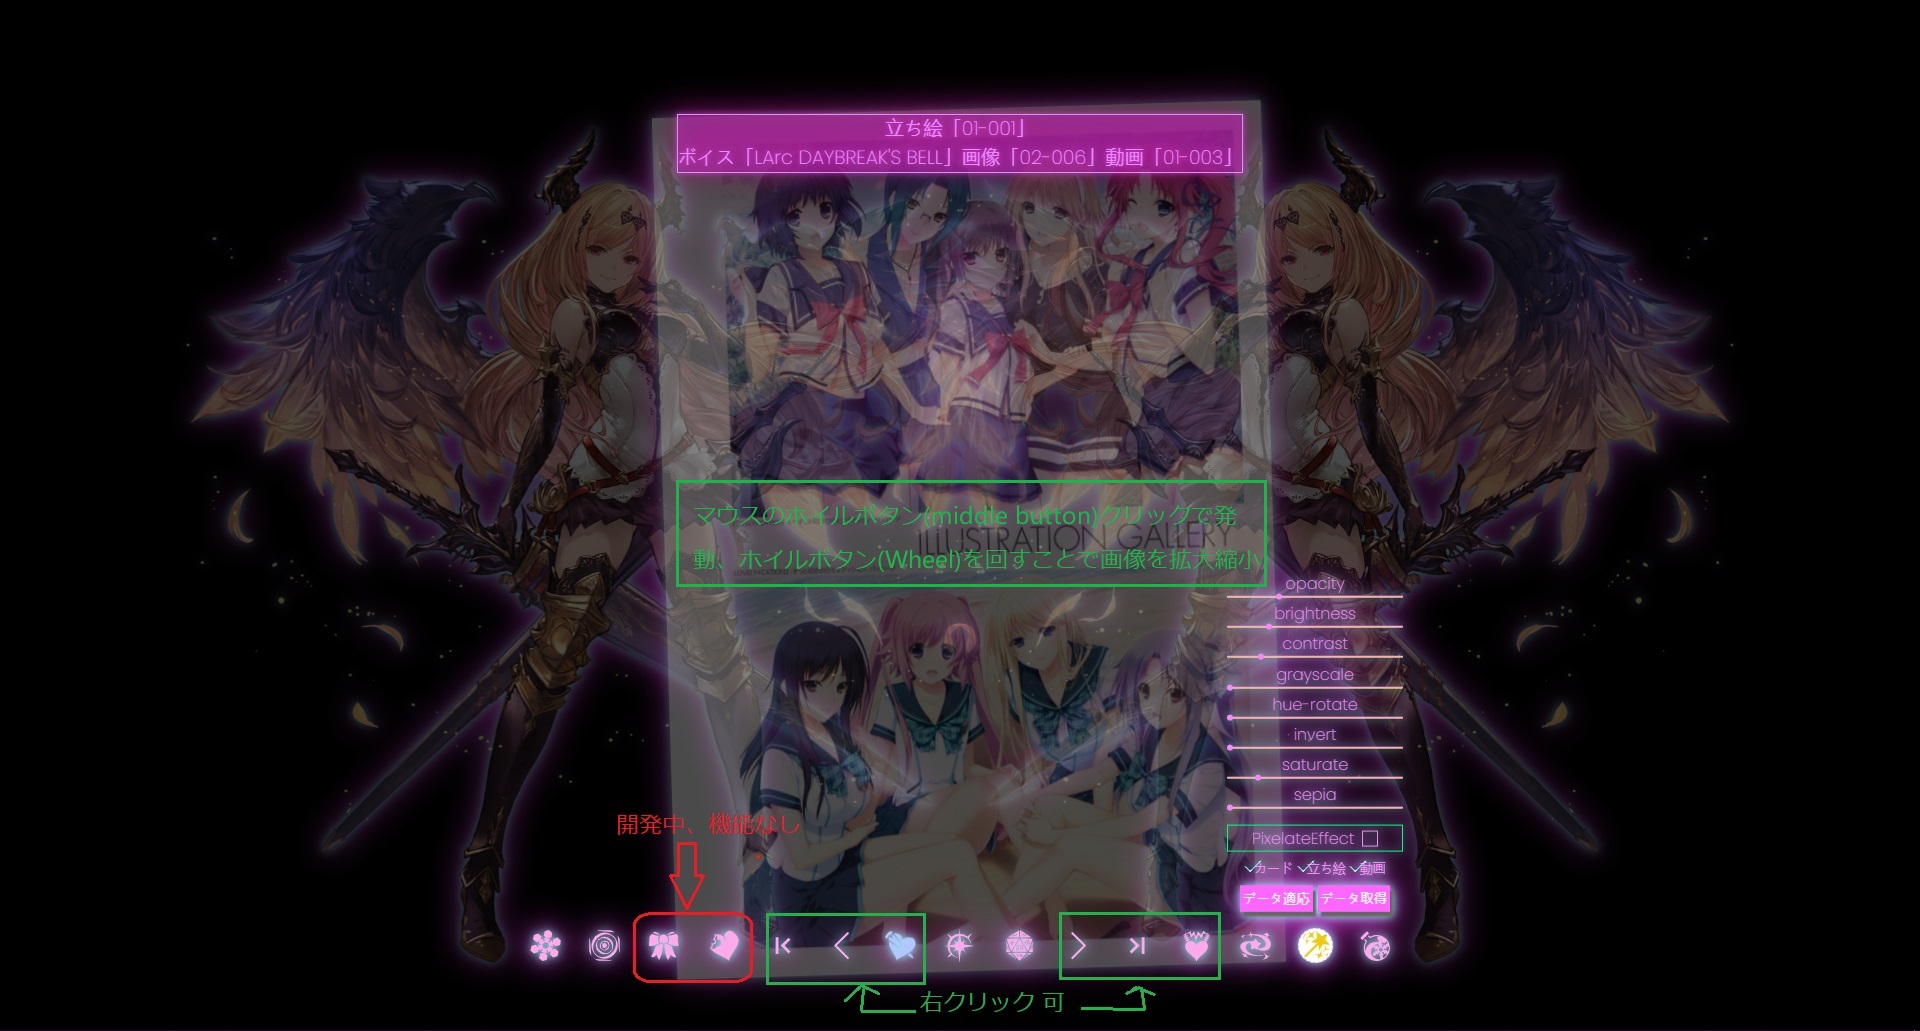 立ち絵「01-001」
ボイス「LArc DAYBREAK'S BELL」画像「02-006」動画「01-003」
マウスのホイルボタン(middle button)クリックで発
動、ホイルボタン(Wheel)を回すことで画像を拡大縮小
ILLUSTRATION GALLERY
opacity
brightness
contrast
grayscale
hue-rotate
invert
saturate
sepia
PixelateEffect
カード 立ち絵 動画
データ適応 データ取得
開発中、機能なし
右クリック 可